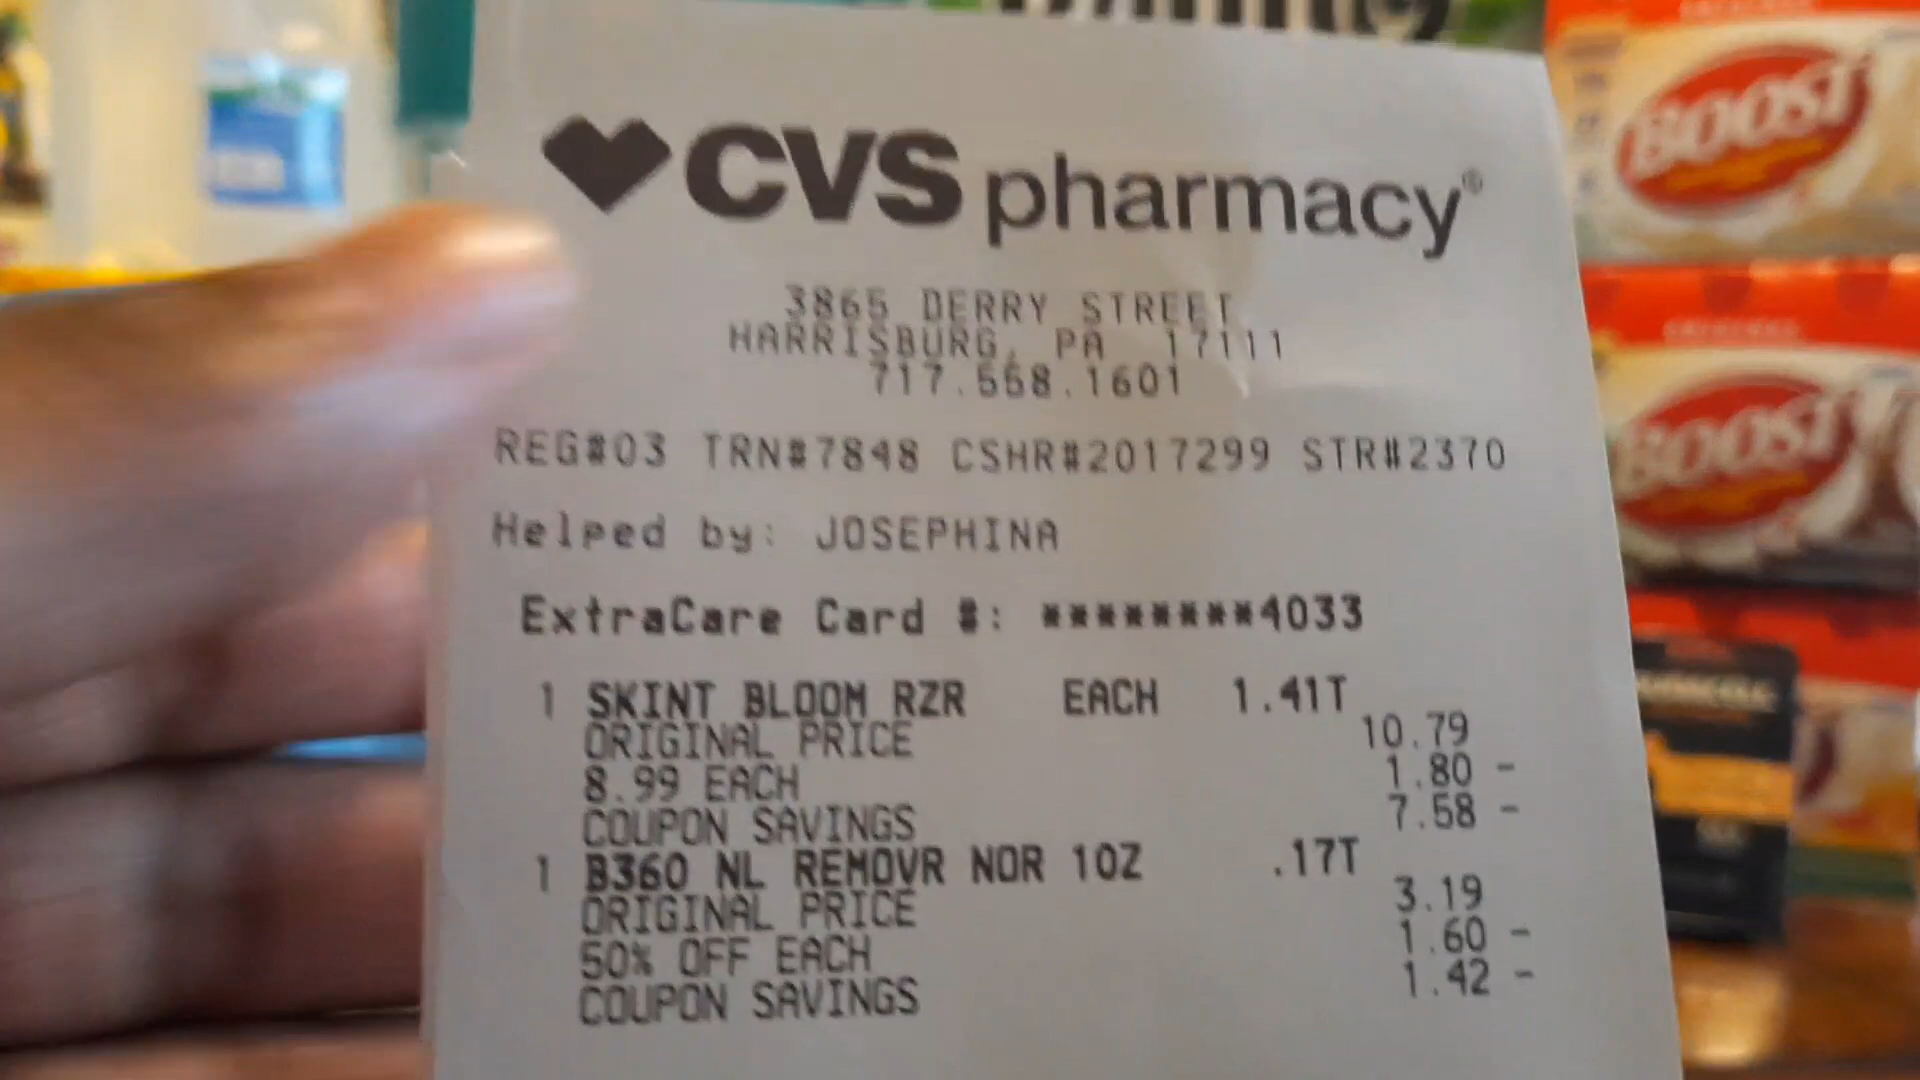 CVS pharmacy®
3865 DERRY STREET
HARRISBURG, PA 17111
717.558.1601
REG#03 TRN#7848 CSHR#2017299 STR#2370
Helped by: JOSEPHINA
ExtraCare Card #: ********4033
1 SKINT BLOOM RZR EACH 1.41T
ORIGINAL PRICE 10.79
8.99 EACH 1.80 -
COUPON SAVINGS 7.58 -
1 B360 NL REMOVR NOR 1OZ .17T
ORIGINAL PRICE 3.19
50% OFF EACH 1.60 -
COUPON SAVINGS 1.42 -
BOOST
BOOST